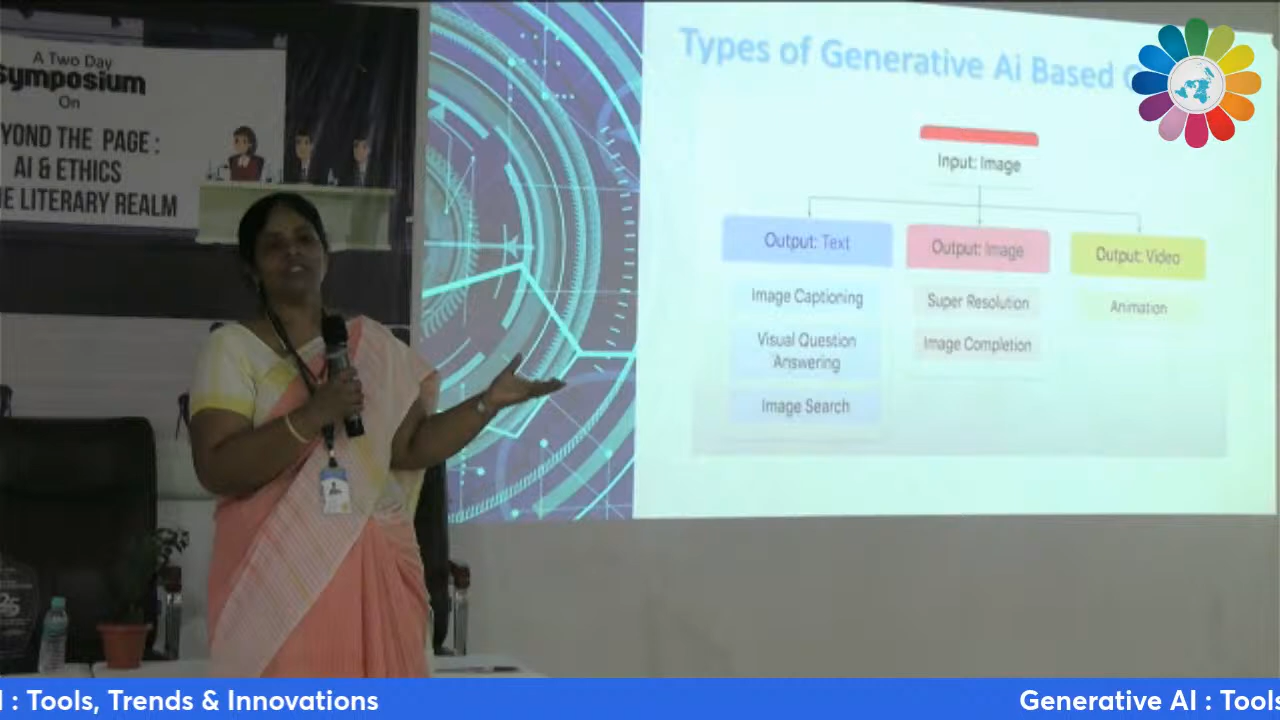 A Two Day
symposium
On
YOND THE PAGE :
AI & ETHICS
E LITERARY REALM
Types of Generative Ai Based
Input: Image
Output: Text
Output: Image
Output: Video
Image Captioning
Super Resolution
Animation
Visual Question
Answering
Image Completion
Image Search
I : Tools, Trends & Innovations
Generative AI : Tools